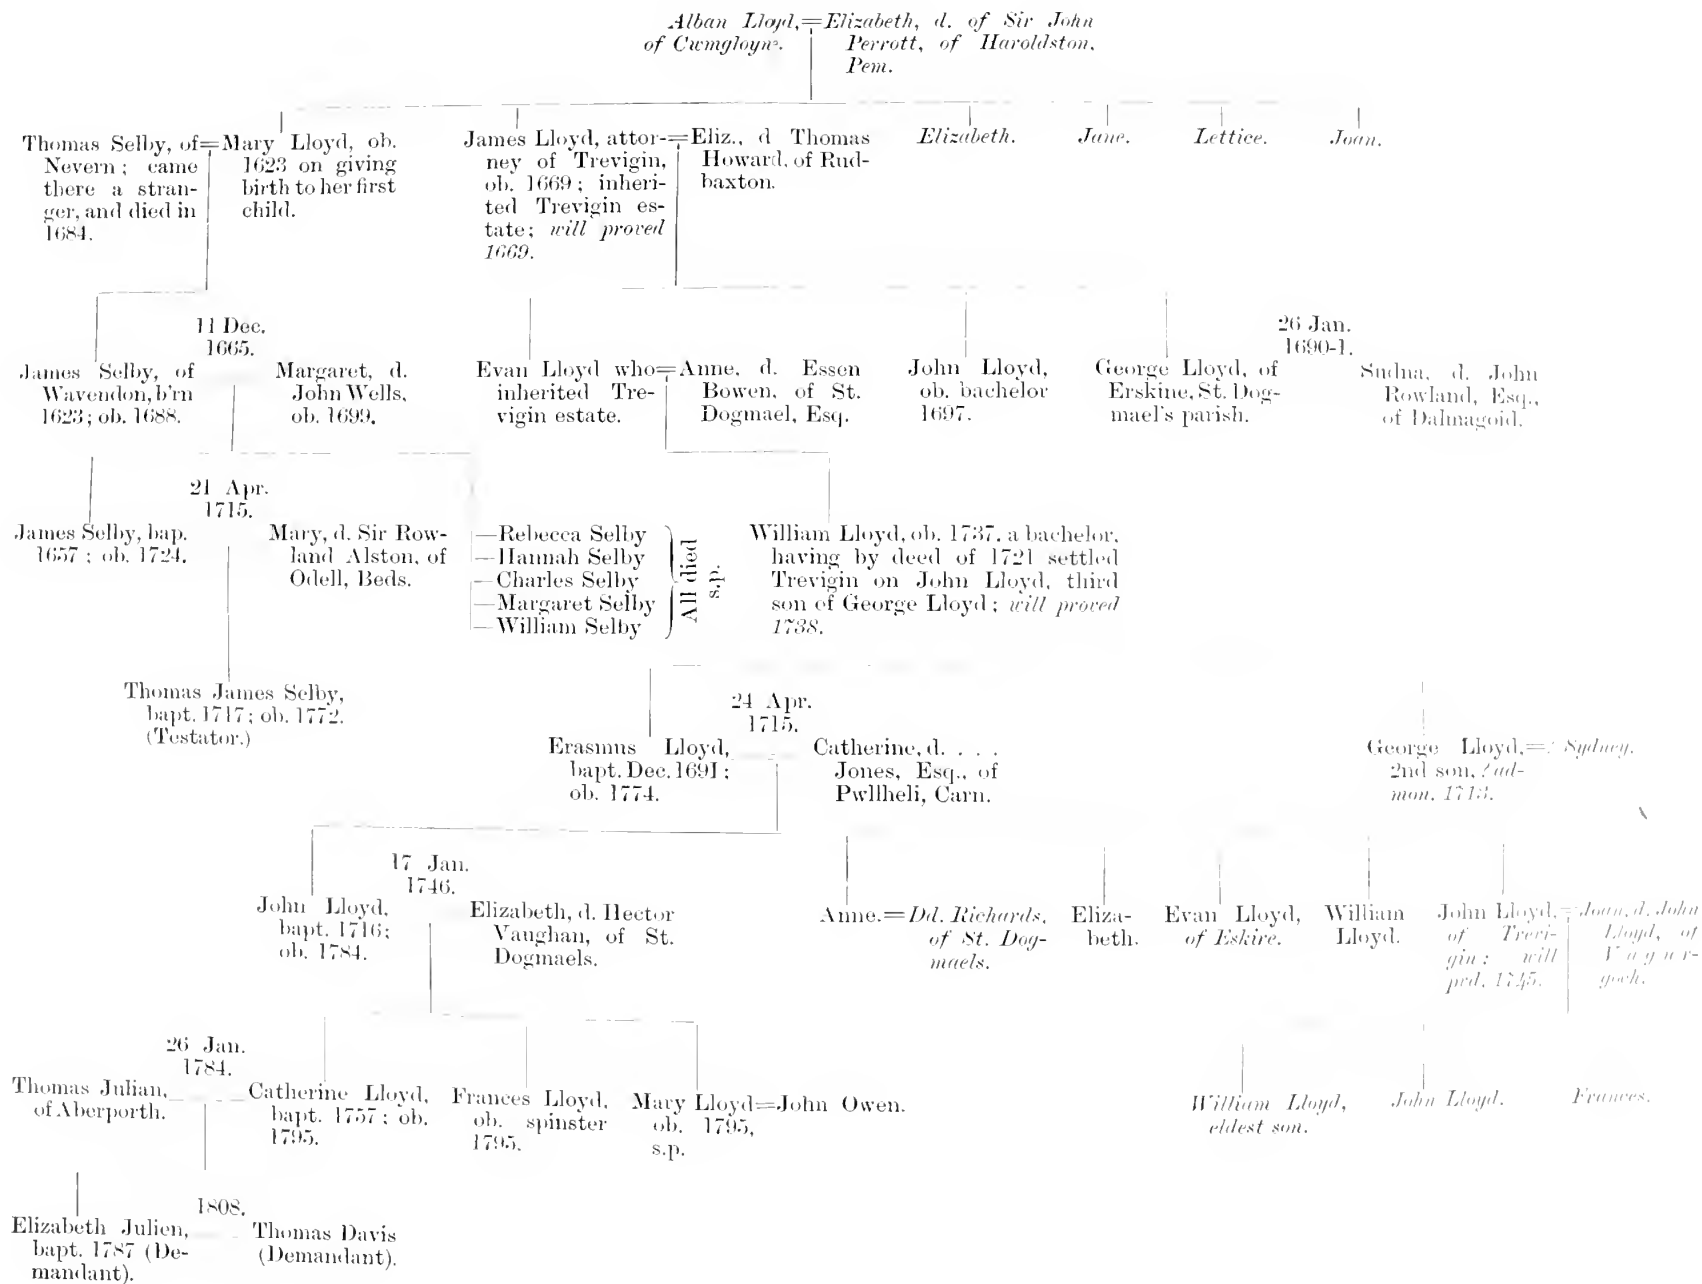 Alban Lloyd,=Elizabeth, d. of Sir John
of Cwmgloyne. Perrott, of Haroldston,
Pem.
Thomas Selby, of=Mary Lloyd, ob.
Nevern; came 1623 on giving
there a stran- birth to her first
ger, and died in child.
1684.
James Lloyd, attor-=Eliz., d Thomas
ney of Trevigin, Howard, of Rud-
ob. 1669; inheri- baxton.
ted Trevigin es-
tate; will proved
1669.
Elizabeth.
Jane.
Lettice.
Joan.
11 Dec.
1665.
James Selby, of
Wavendon, b'rn
1623; ob. 1688.
Margaret, d.
John Wells,
ob. 1699.
Evan Lloyd who=Anne, d. Essen
inherited Tre- Bowen, of St.
vigin estate. Dogmael, Esq.
John Lloyd,
ob. bachelor
1697.
George Lloyd, of
Erskine, St. Dog-
mael's parish.
26 Jan.
1690-1.
Sudna, d. John
Rowland, Esq.,
of Dalmagoid.
21 Apr.
1715.
James Selby, bap.
1657; ob. 1724.
Mary, d. Sir Row-
land Alston, of
Odell, Beds.
—Rebecca Selby
—Hannah Selby
—Charles Selby
—Margaret Selby
—William Selby
All died
s.p.
William Lloyd, ob. 1737, a bachelor,
having by deed of 1721 settled
Trevigin on John Lloyd, third
son of George Lloyd; will proved
1738.
Thomas James Selby,
bapt. 1717; ob. 1772.
(Testator.)
24 Apr.
1715.
Erasmus Lloyd,
bapt. Dec. 1691;
ob. 1774.
Catherine, d. . . .
Jones, Esq., of
Pwllheli, Carn.
George Lloyd,=? Sydney.
2nd son, ? ad-
mon. 1713.
17 Jan.
1746.
John Lloyd,
bapt. 1716;
ob. 1784.
Elizabeth, d. Hector
Vaughan, of St.
Dogmaels.
Anne.=Dd. Richards,
of St. Dog-
maels.
Eliza-
beth.
Evan Lloyd,
of Eskire.
William
Lloyd.
John Lloyd,=Joan, d. John
of Trevi- Lloyd, of
gin; will
prd. 1745. goch.
26 Jan.
1784.
Thomas Julian,
of Aberporth.
Catherine Lloyd,
bapt. 1757; ob.
1795.
Frances Lloyd,
ob. spinster
1795.
Mary Lloyd=John Owen.
ob. 1795,
s.p.
William Lloyd,
eldest son.
John Lloyd.
Frances.
1808.
Elizabeth Julien,
bapt. 1787 (De-
mandant).
Thomas Davis
(Demandant).